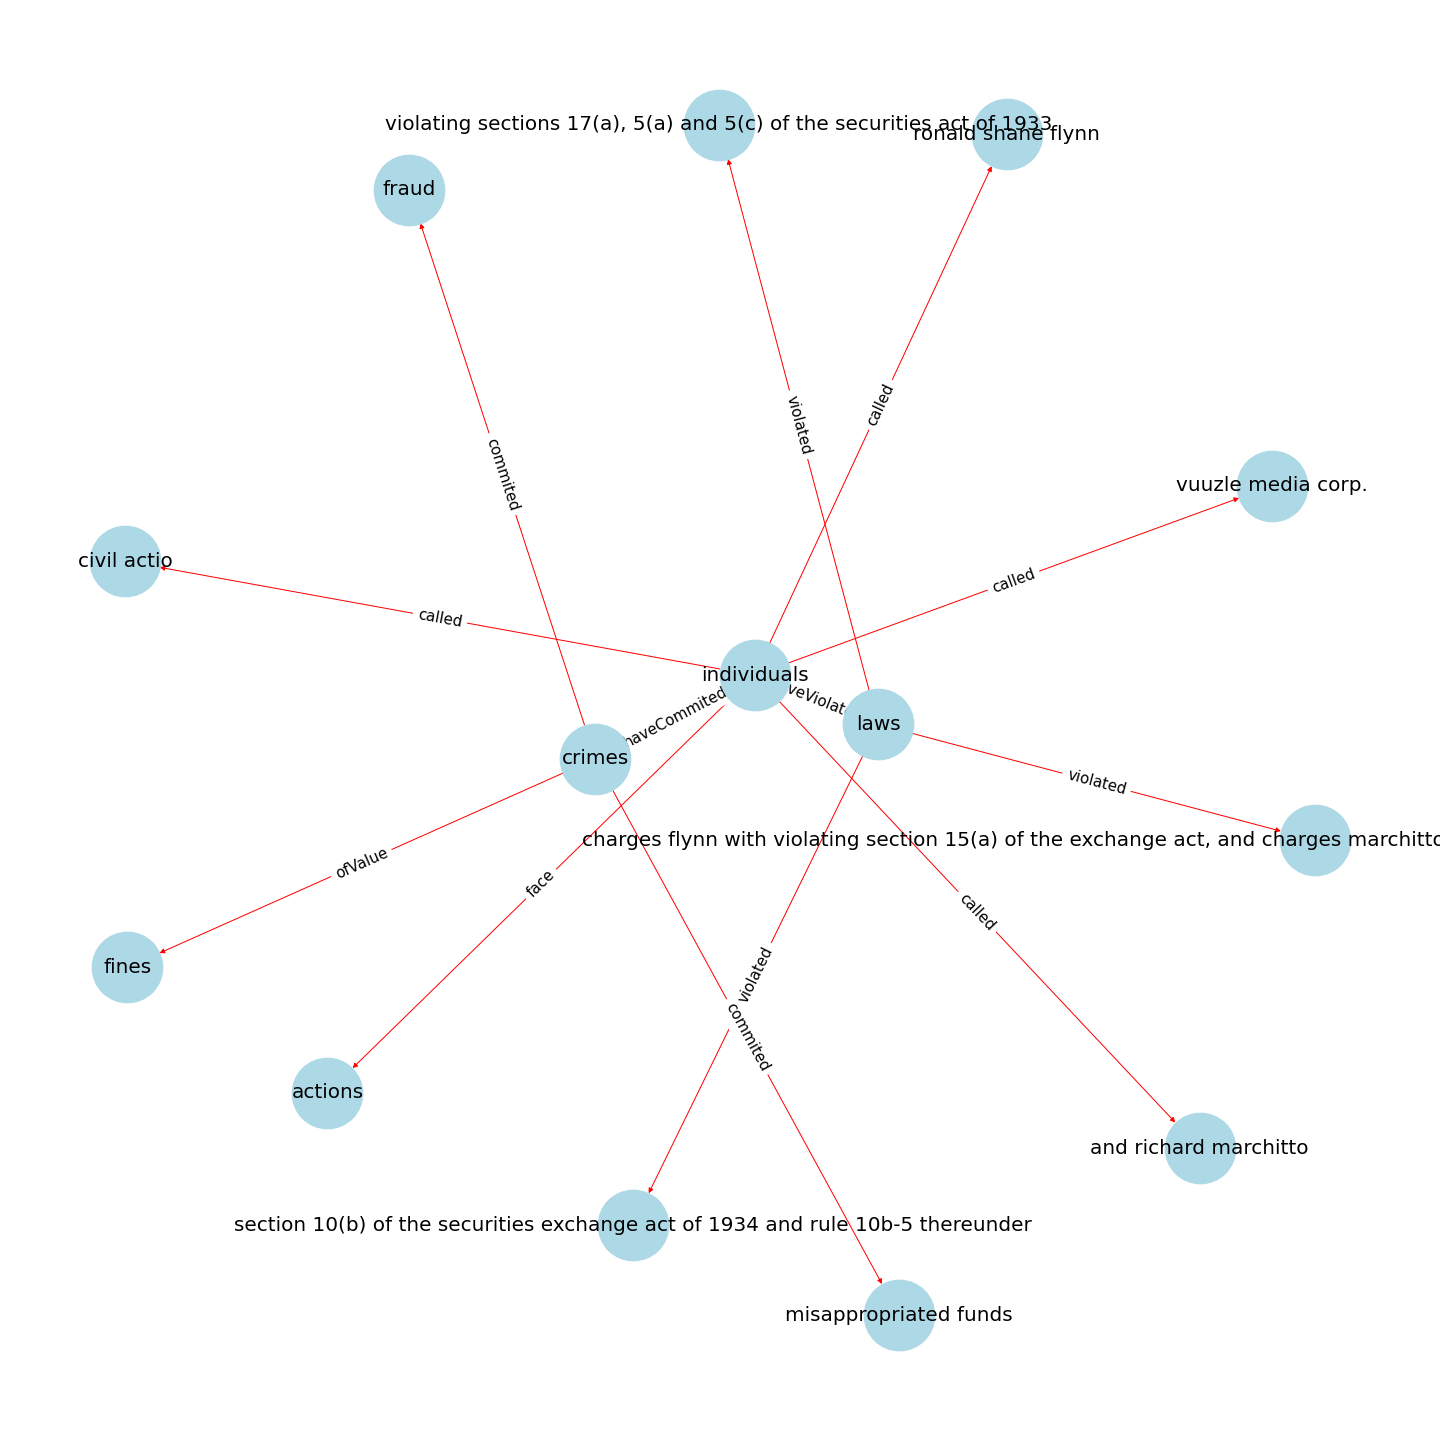 violating sections 17(a), 5(a) and 5(c) of the securities act of 1933
ronald shane flynn
fraud
called
violated
commited
vuuzle media corp.
civil actio
called
called
individuals
veViolat
haveCommited
laws
crimes
violated
charges flynn with violating section 15(a) of the exchange act, and charges marchitto
ofValue
face
called
fines
violated
commited
actions
and richard marchitto
section 10(b) of the securities exchange act of 1934 and rule 10b-5 thereunder
misappropriated funds